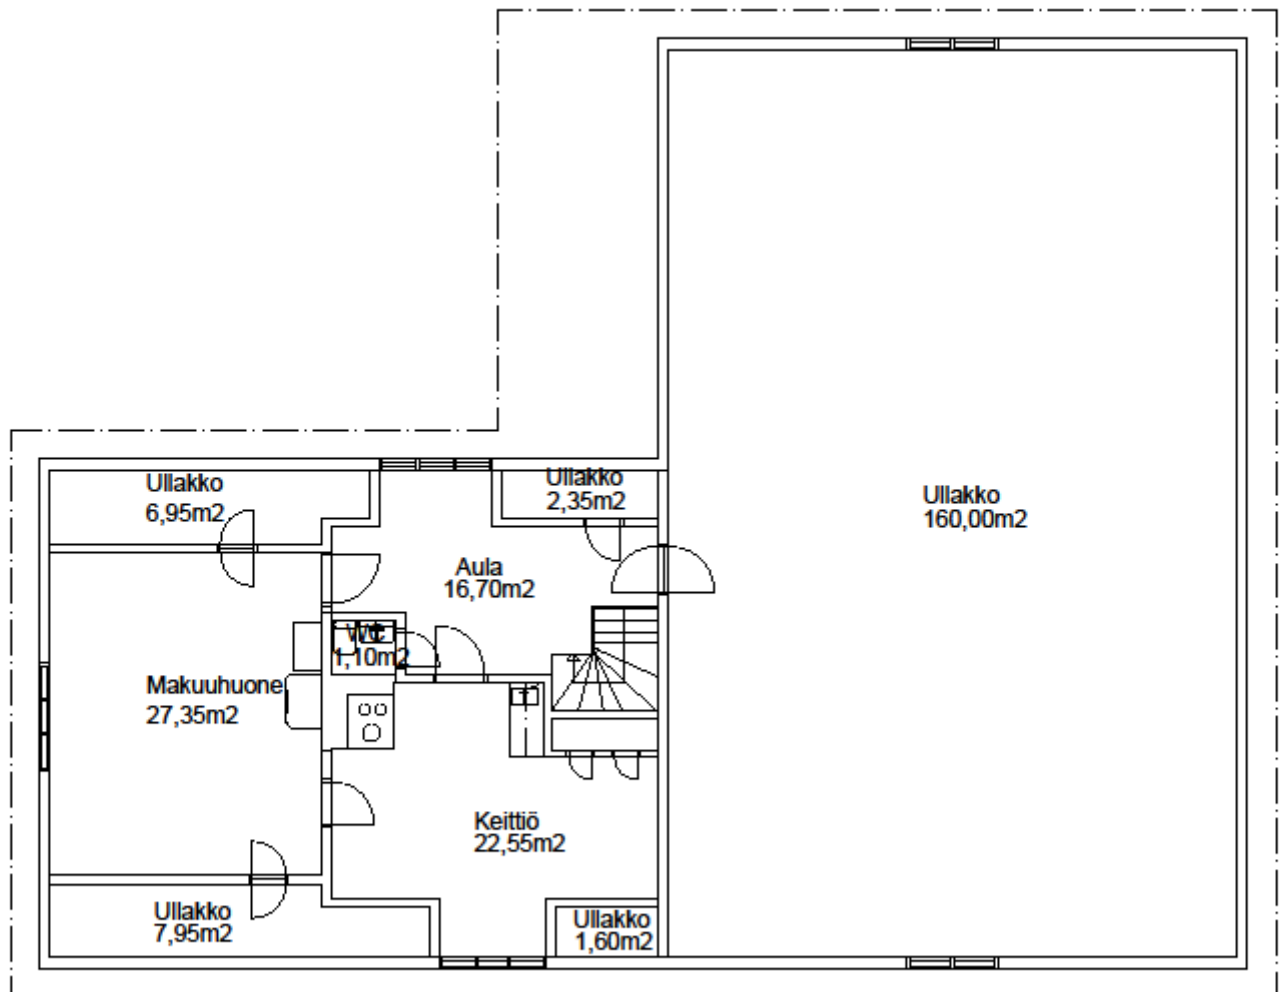 Ullakko
6,95m2
Ullakko
2,35m2
Ullakko
160,00m2
Aula
16,70m2
WC
1,10m2
Makuuhuone
27,35m2
Keittiö
22,55m2
Ullakko
7,95m2
Ullakko
1,60m2